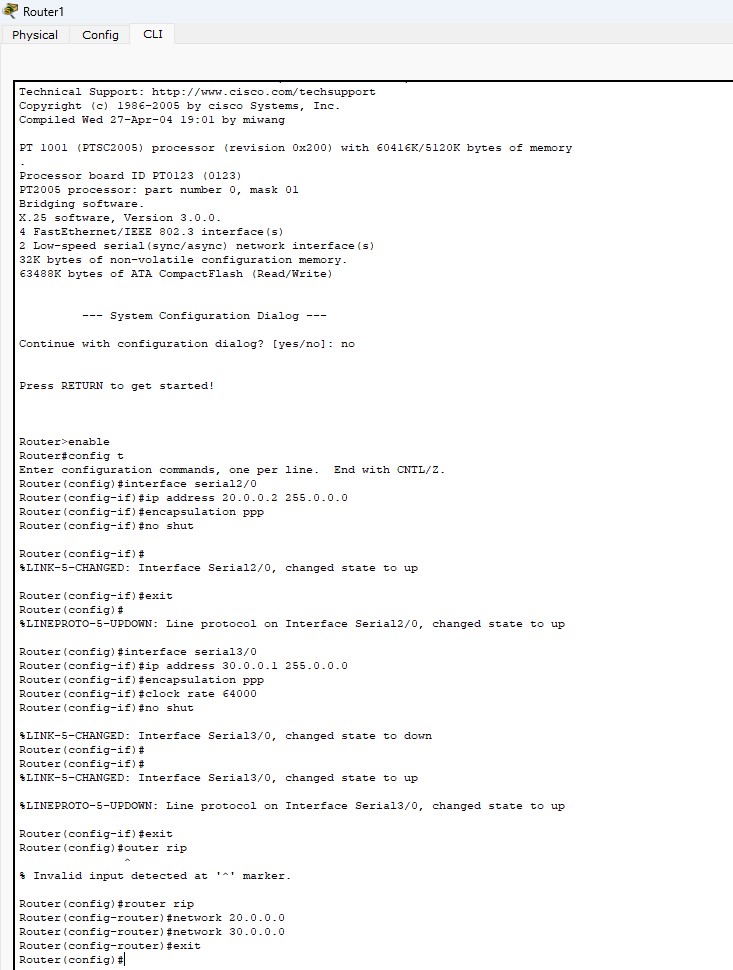 Router1
Physical Config CLI
Technical Support: http://www.cisco.com/techsupport
Copyright (c) 1986-2005 by cisco Systems, Inc.
Compiled Wed 27-Apr-04 19:01 by miwang
PT 1001 (PTSC2005) processor (revision 0x200) with 60416K/5120K bytes of memory
.
Processor board ID PT0123 (0123)
PT2005 processor: part number 0, mask 01
Bridging software.
X.25 software, Version 3.0.0.
4 FastEthernet/IEEE 802.3 interface(s)
2 Low-speed serial(sync/async) network interface(s)
32K bytes of non-volatile configuration memory.
63488K bytes of ATA CompactFlash (Read/Write)
--- System Configuration Dialog ---
Continue with configuration dialog? [yes/no]: no
Press RETURN to get started!
Router>enable
Router#config t
Enter configuration commands, one per line.  End with CNTL/Z.
Router(config)#interface serial2/0
Router(config-if)#ip address 20.0.0.2 255.0.0.0
Router(config-if)#encapsulation ppp
Router(config-if)#no shut
Router(config-if)#
%LINK-5-CHANGED: Interface Serial2/0, changed state to up
Router(config-if)#exit
Router(config)#
%LINEPROTO-5-UPDOWN: Line protocol on Interface Serial2/0, changed state to up
Router(config)#interface serial3/0
Router(config-if)#ip address 30.0.0.1 255.0.0.0
Router(config-if)#encapsulation ppp
Router(config-if)#clock rate 64000
Router(config-if)#no shut
%LINK-5-CHANGED: Interface Serial3/0, changed state to down
Router(config-if)#
Router(config-if)#
%LINK-5-CHANGED: Interface Serial3/0, changed state to up
%LINEPROTO-5-UPDOWN: Line protocol on Interface Serial3/0, changed state to up
Router(config-if)#exit
Router(config)#outer rip
^
% Invalid input detected at '^' marker.
Router(config)#router rip
Router(config-router)#network 20.0.0.0
Router(config-router)#network 30.0.0.0
Router(config-router)#exit
Router(config)#